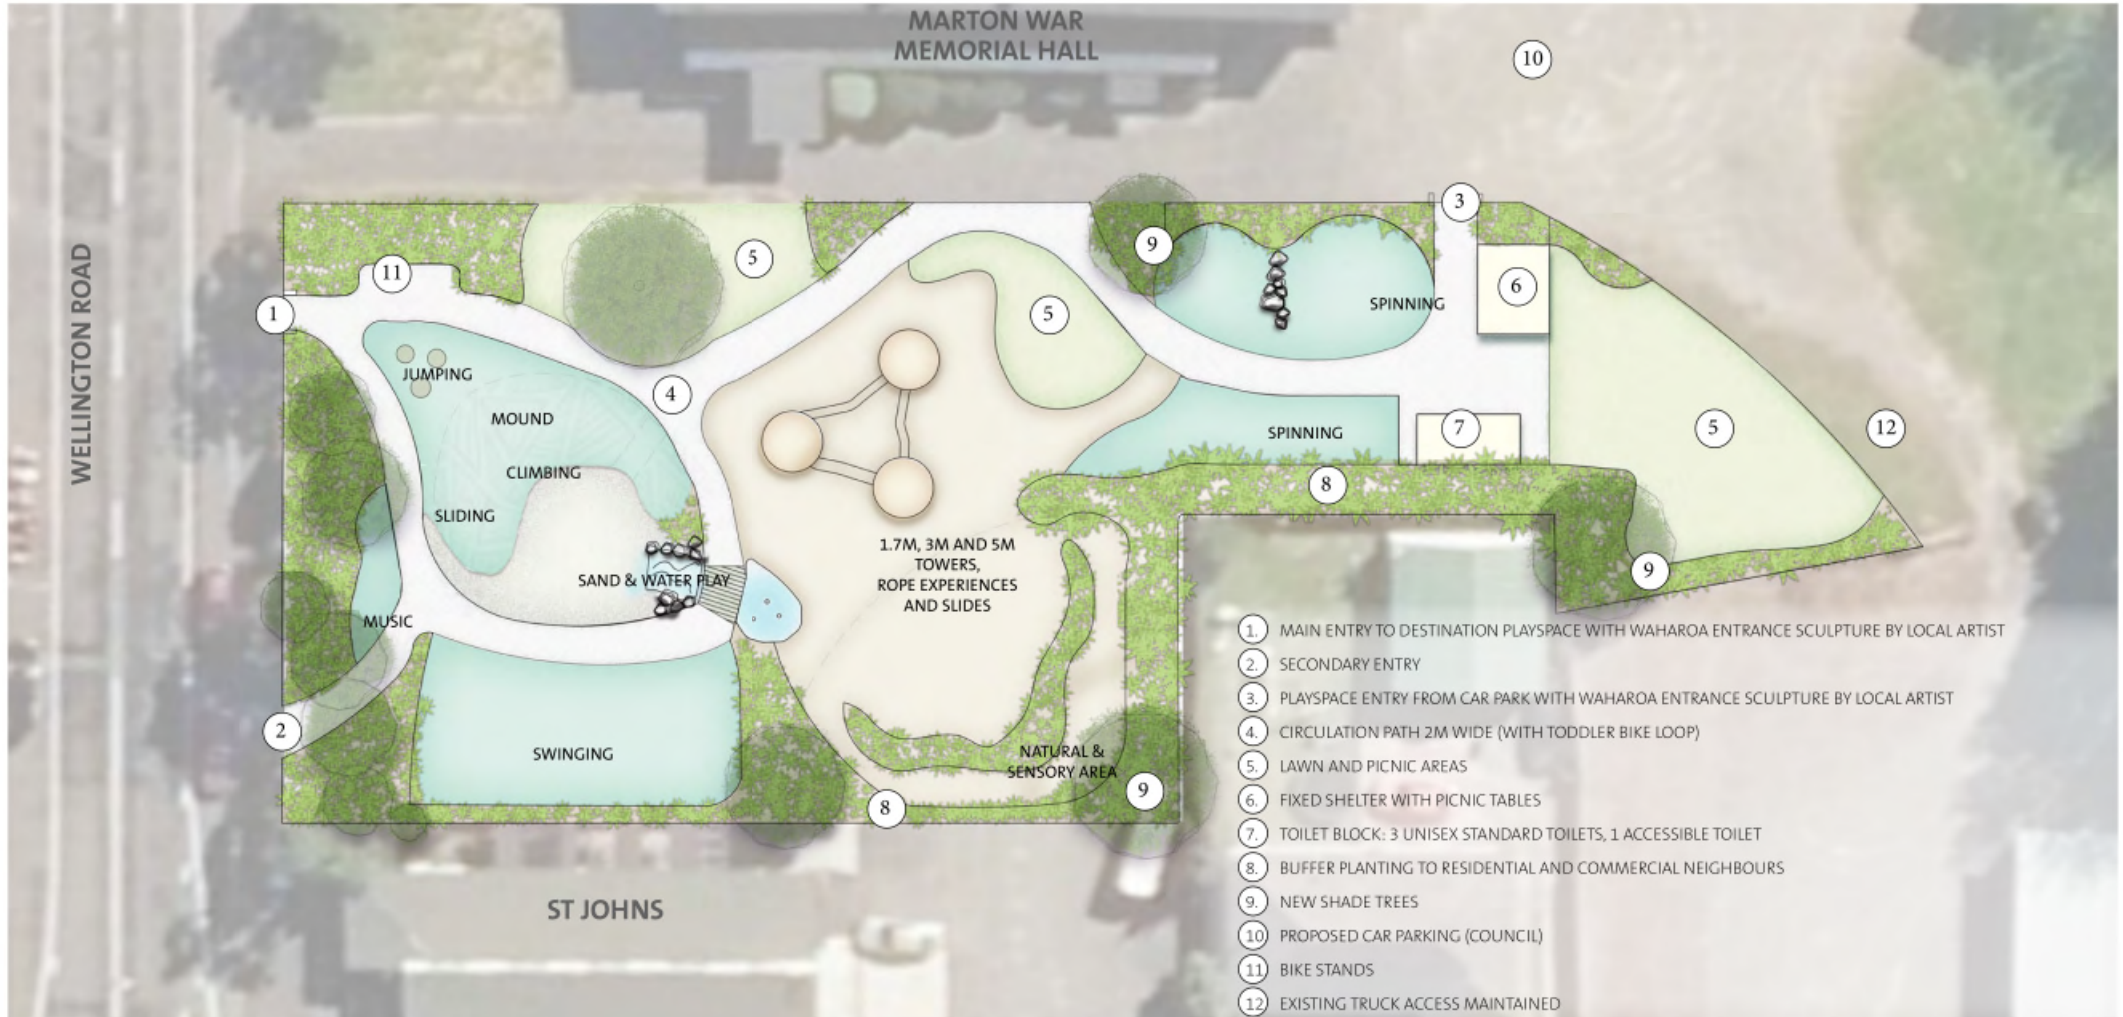 MARTON WAR
MEMORIAL HALL
10
3
9
5
11
6
SPINNING
1
5
WELLINGTON ROAD
JUMPING
4
MOUND
SPINNING
7
5
12
CLIMBING
8
SLIDING
1.7M, 3M AND 5M
TOWERS,
ROPE EXPERIENCES
AND SLIDES
SAND & WATER PLAY
9
MUSIC
2
SWINGING
NATURAL &
SENSORY AREA
9
8
ST JOHNS
1. MAIN ENTRY TO DESTINATION PLAYSPACE WITH WAHAROA ENTRANCE SCULPTURE BY LOCAL ARTIST
2. SECONDARY ENTRY
3. PLAYSPACE ENTRY FROM CAR PARK WITH WAHAROA ENTRANCE SCULPTURE BY LOCAL ARTIST
4. CIRCULATION PATH 2M WIDE (WITH TODDLER BIKE LOOP)
5. LAWN AND PICNIC AREAS
6. FIXED SHELTER WITH PICNIC TABLES
7. TOILET BLOCK: 3 UNISEX STANDARD TOILETS, 1 ACCESSIBLE TOILET
8. BUFFER PLANTING TO RESIDENTIAL AND COMMERCIAL NEIGHBOURS
9. NEW SHADE TREES
10 PROPOSED CAR PARKING (COUNCIL)
11 BIKE STANDS
12 EXISTING TRUCK ACCESS MAINTAINED